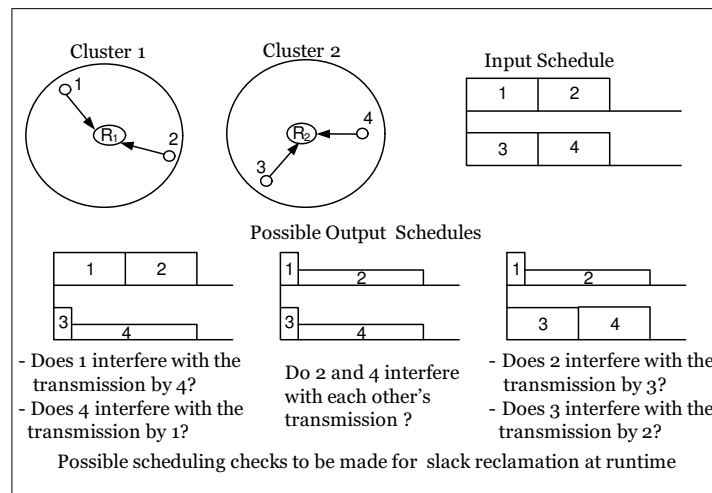 Cluster 1
Cluster 2
Input Schedule
1
R1
2
4
R2
3
1 2
3 4
Possible Output Schedules
1 2
3 4
1 2
3 4
1 2
3 4
- Does 1 interfere with the
transmission by 4?
- Does 4 interfere with the
transmission by 1?
Do 2 and 4 interfere
with each other's
transmission ?
- Does 2 interfere with the
transmission by 3?
- Does 3 interfere with the
transmission by 2?
Possible scheduling checks to be made for slack reclamation at runtime